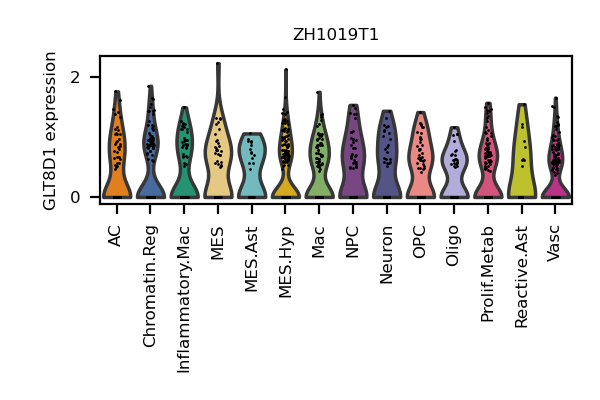 ZH1019T1
GLT8D1 expression
2
0
AC
Chromatin.Reg
Inflammatory.Mac
MES
MES.Ast
MES.Hyp
Mac
NPC
Neuron
OPC
Oligo
Prolif.Metab
Reactive.Ast
Vasc